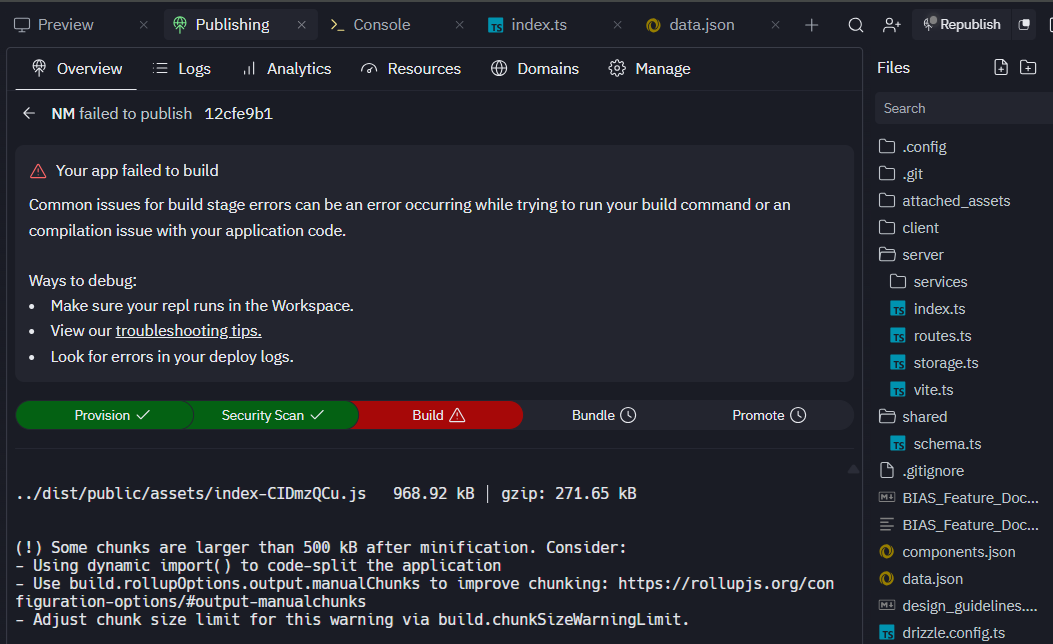 Preview
Publishing
Console
index.ts
data.json
Republish
Overview
Logs
Analytics
Resources
Domains
Manage
NM failed to publish 12cfe9b1
Your app failed to build
Common issues for build stage errors can be an error occurring while trying to run your build command or an
compilation issue with your application code.
Ways to debug:
• Make sure your repl runs in the Workspace.
• View our troubleshooting tips.
• Look for errors in your deploy logs.
Provision
Security Scan
Build
Bundle
Promote
../dist/public/assets/index-CIDmzQCu.js 968.92 kB │ gzip: 271.65 kB
(!) Some chunks are larger than 500 kB after minification. Consider:
- Using dynamic import() to code-split the application
- Use build.rollupOptions.output.manualChunks to improve chunking: https://rollupjs.org/con
figuration-options/#output-manualchunks
- Adjust chunk size limit for this warning via build.chunkSizeWarningLimit.
Files
Search
.config
.git
attached_assets
client
server
services
TS index.ts
TS routes.ts
TS storage.ts
TS vite.ts
shared
TS schema.ts
.gitignore
BIAS_Feature_Doc...
BIAS_Feature_Doc...
components.json
data.json
design_guidelines....
TS drizzle.config.ts